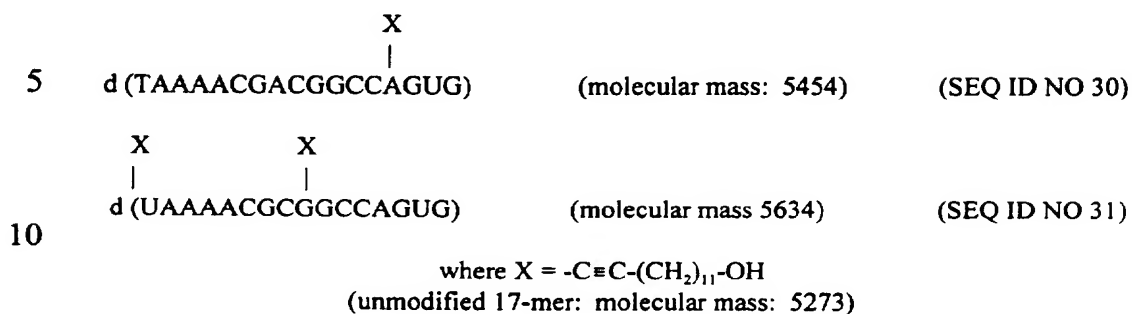 X
|
5 d (TAAAACGACGGCCAGUG) (molecular mass: 5454) (SEQ ID NO 30)
X X
| |
d (UAAAACGCGGCCAGUG) (molecular mass 5634) (SEQ ID NO 31)
10
where X = -C≡C-(CH₂)₁₁-OH
(unmodified 17-mer: molecular mass: 5273)